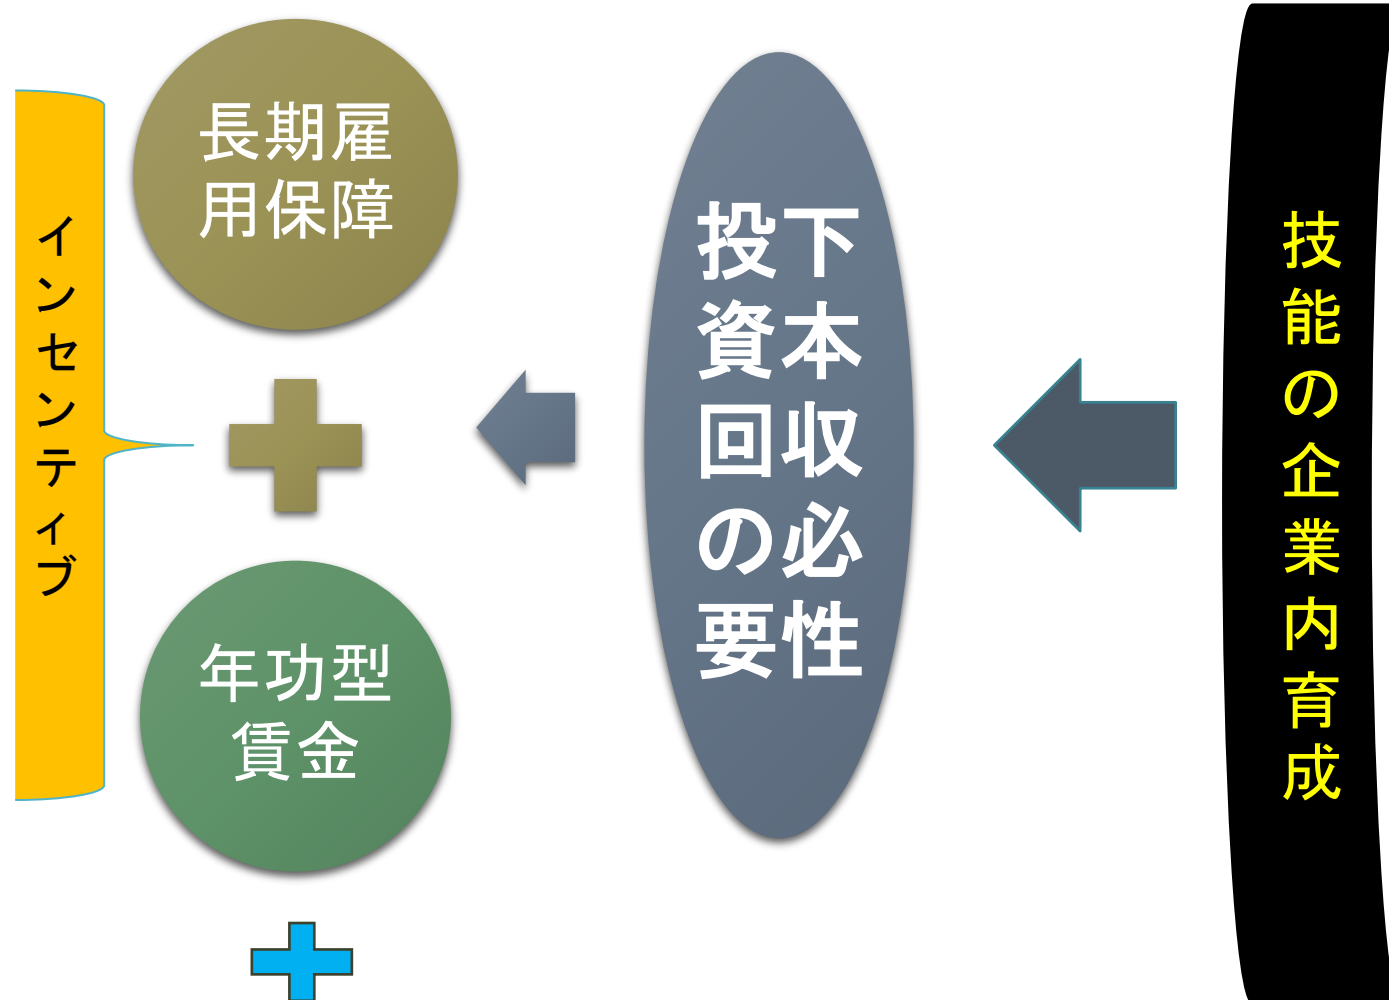 インセンティブ
長期雇
用保障
年功型
賃金
投下
資本
回収
の必
要性
技能の企業内育成